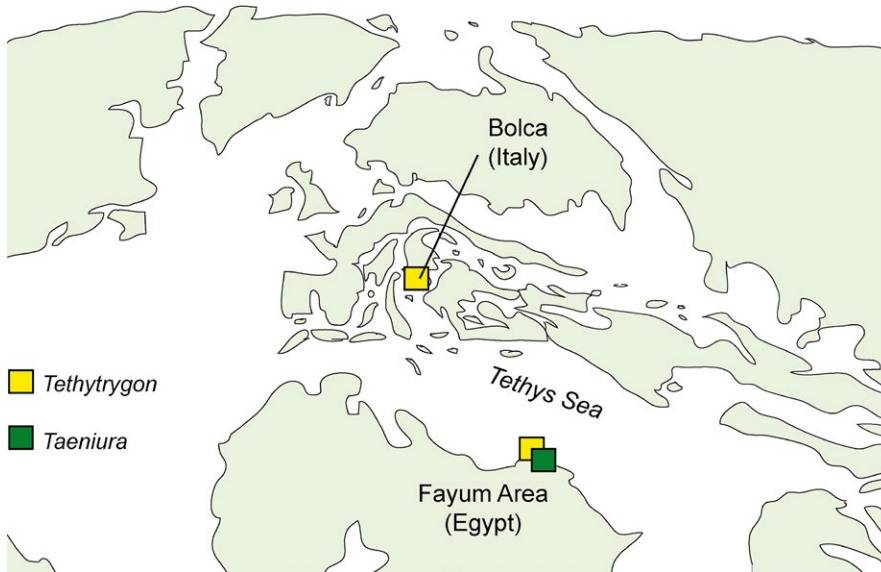 Bolca
(Italy)
Tethys Sea
Tethytrygon
Taeniura
Fayum Area
(Egypt)